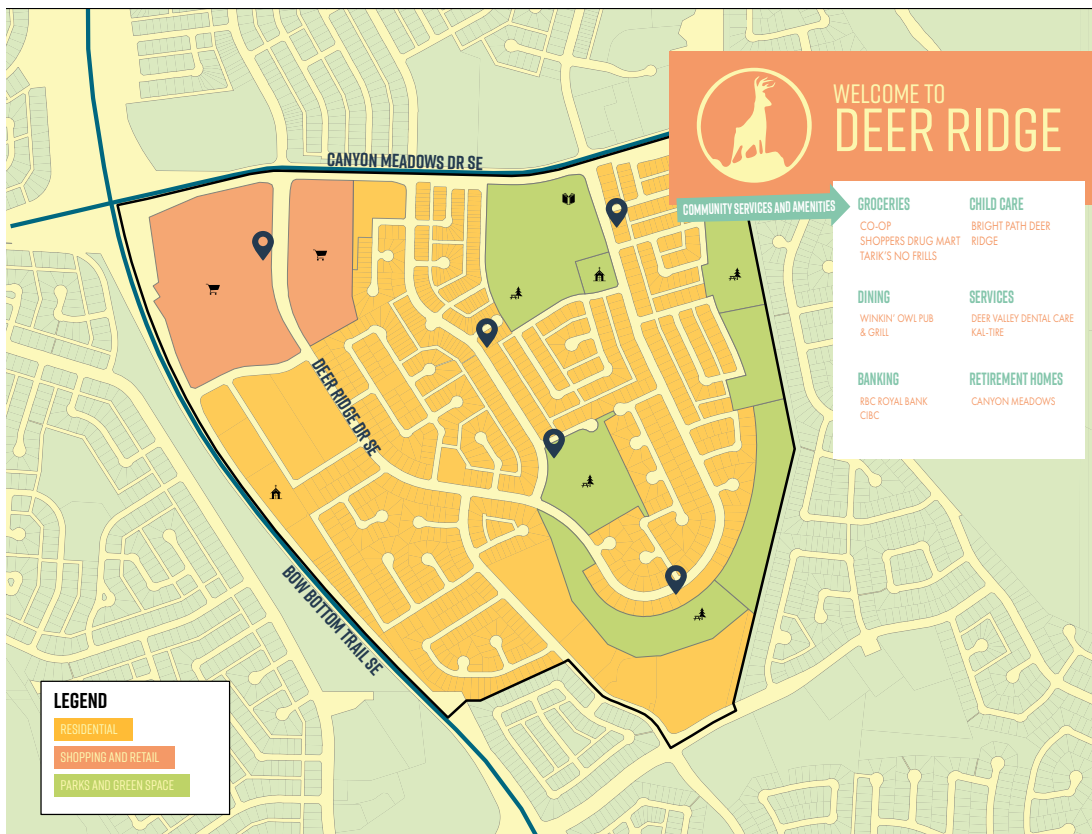 WELCOME TO
DEER RIDGE
CANYON MEADOWS DR SE
COMMUNITY SERVICES AND AMENITIES
GROCERIES
CO-OP
SHOPPERS DRUG MART
TARIK'S NO FRILLS
CHILD CARE
BRIGHT PATH DEER
RIDGE
DINING
WINKIN' OWL PUB
& GRILL
SERVICES
DEER VALLEY DENTAL CARE
KAL-TIRE
BANKING
RBC ROYAL BANK
CIBC
RETIREMENT HOMES
CANYON MEADOWS
DEER RIDGE DR SE
BOW BOTTOM TRAIL SE
LEGEND
RESIDENTIAL
SHOPPING AND RETAIL
PARKS AND GREEN SPACE